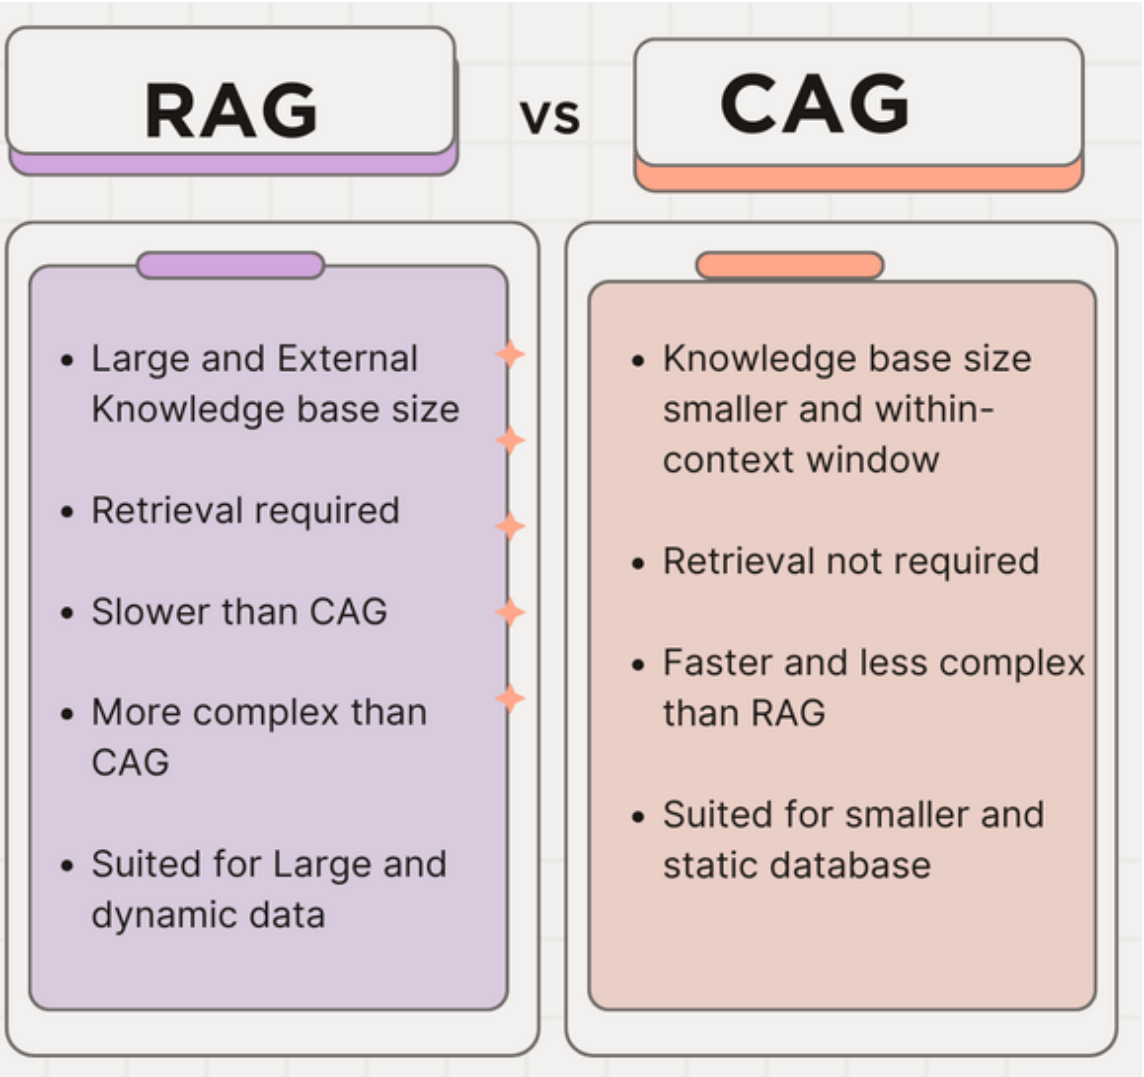 RAG
vs
CAG
• Large and External
Knowledge base size
• Retrieval required
• Slower than CAG
• More complex than
CAG
• Suited for Large and
dynamic data
• Knowledge base size
smaller and within-
context window
• Retrieval not required
• Faster and less complex
than RAG
• Suited for smaller and
static database